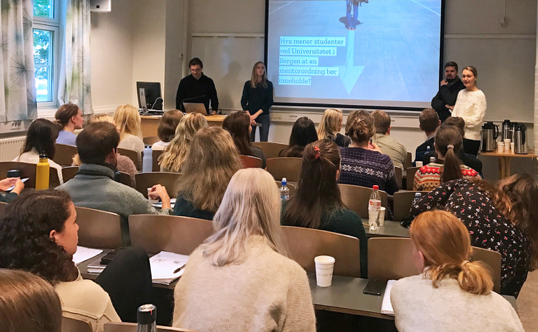 Hva mener studenter
ved Universitetet i
Bergen at en
mentorordning bør
inneholde?